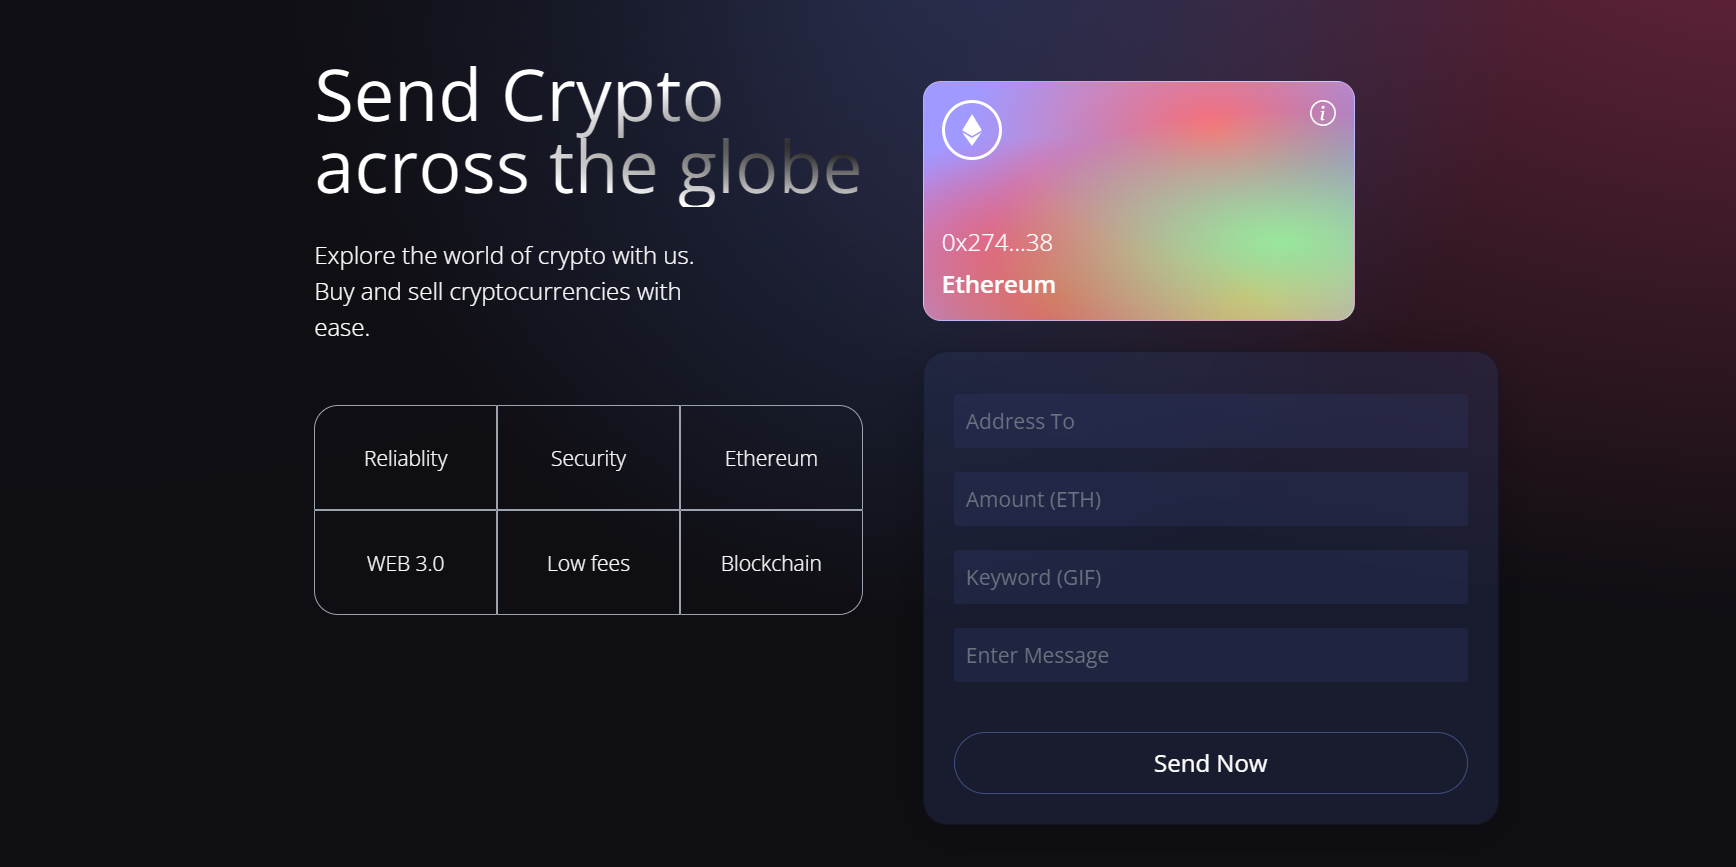 Send Crypto
across the globe
Explore the world of crypto with us.
Buy and sell cryptocurrencies with
ease.
Reliablity
Security
Ethereum
WEB 3.0
Low fees
Blockchain
i
0x274...38
Ethereum
Address To
Amount (ETH)
Keyword (GIF)
Enter Message
Send Now